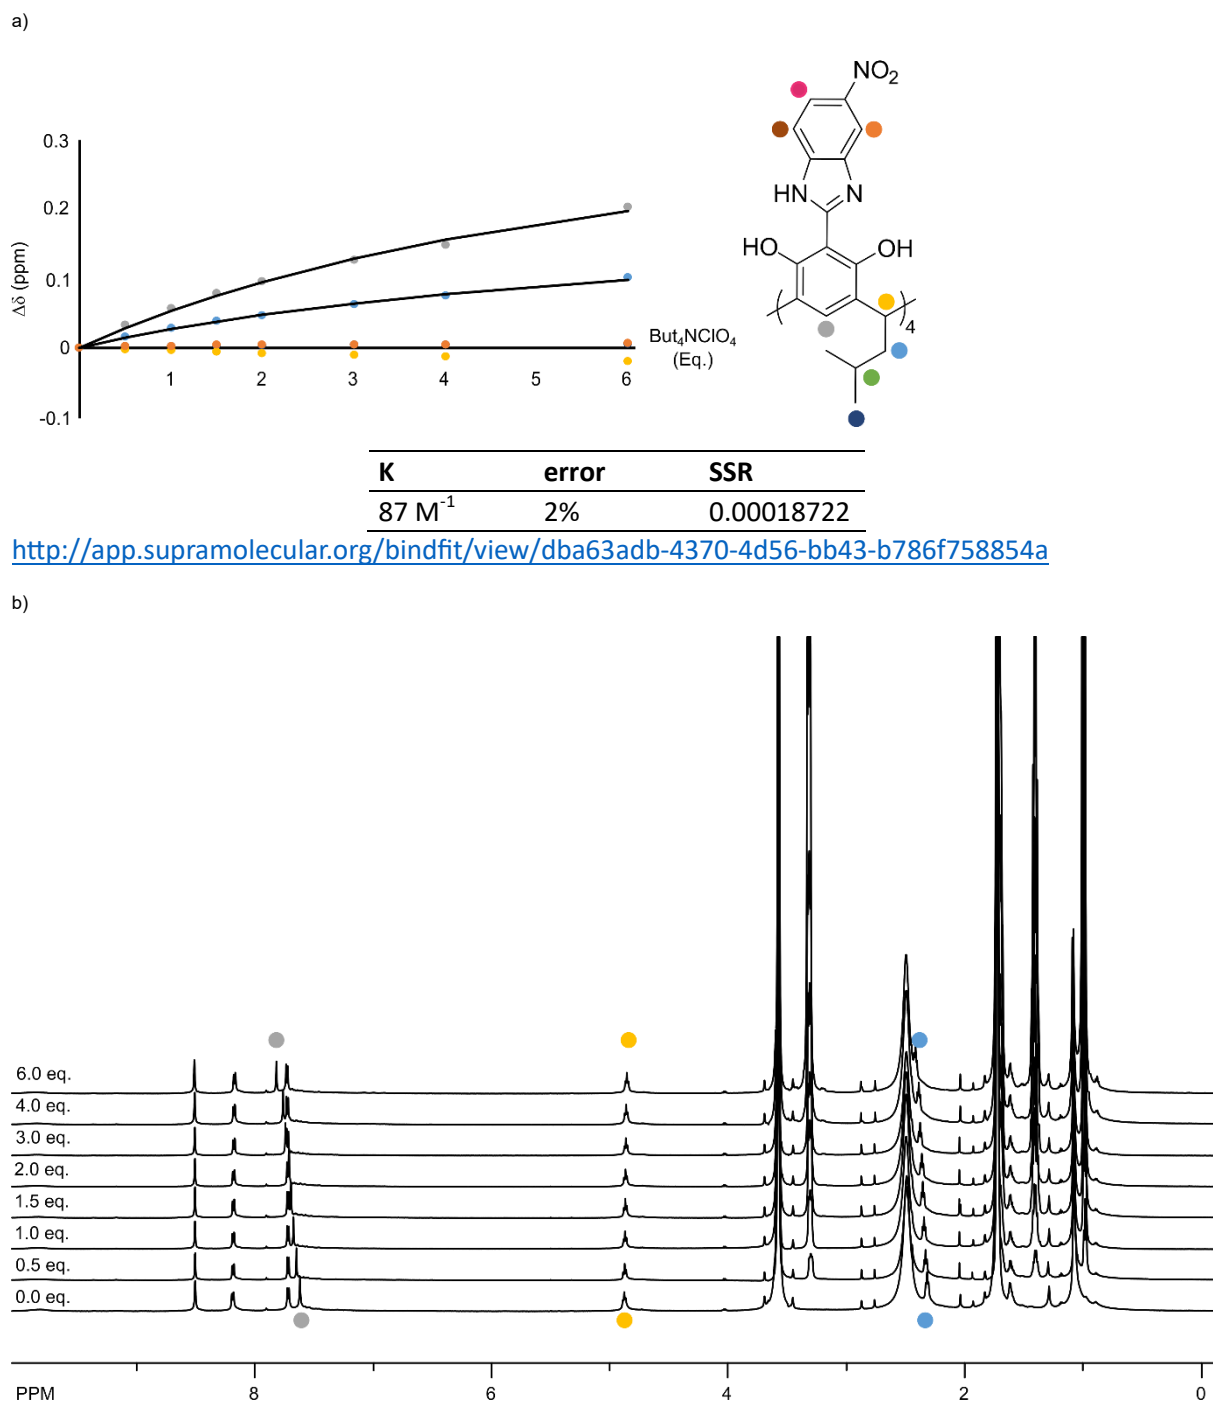 a)
NO2
0.3
HN
N
0.2
HO
OH
Δδ (ppm)
0.1
4
0
But4NClO4
(Eq.)
1 2 3 4 5 6
-0.1
K error SSR
87 M-1 2% 0.00018722
http://app.supramolecular.org/bindfit/view/dba63adb-4370-4d56-bb43-b786f758854a
b)
6.0 eq.
4.0 eq.
3.0 eq.
2.0 eq.
1.5 eq.
1.0 eq.
0.5 eq.
0.0 eq.
PPM 8 6 4 2 0